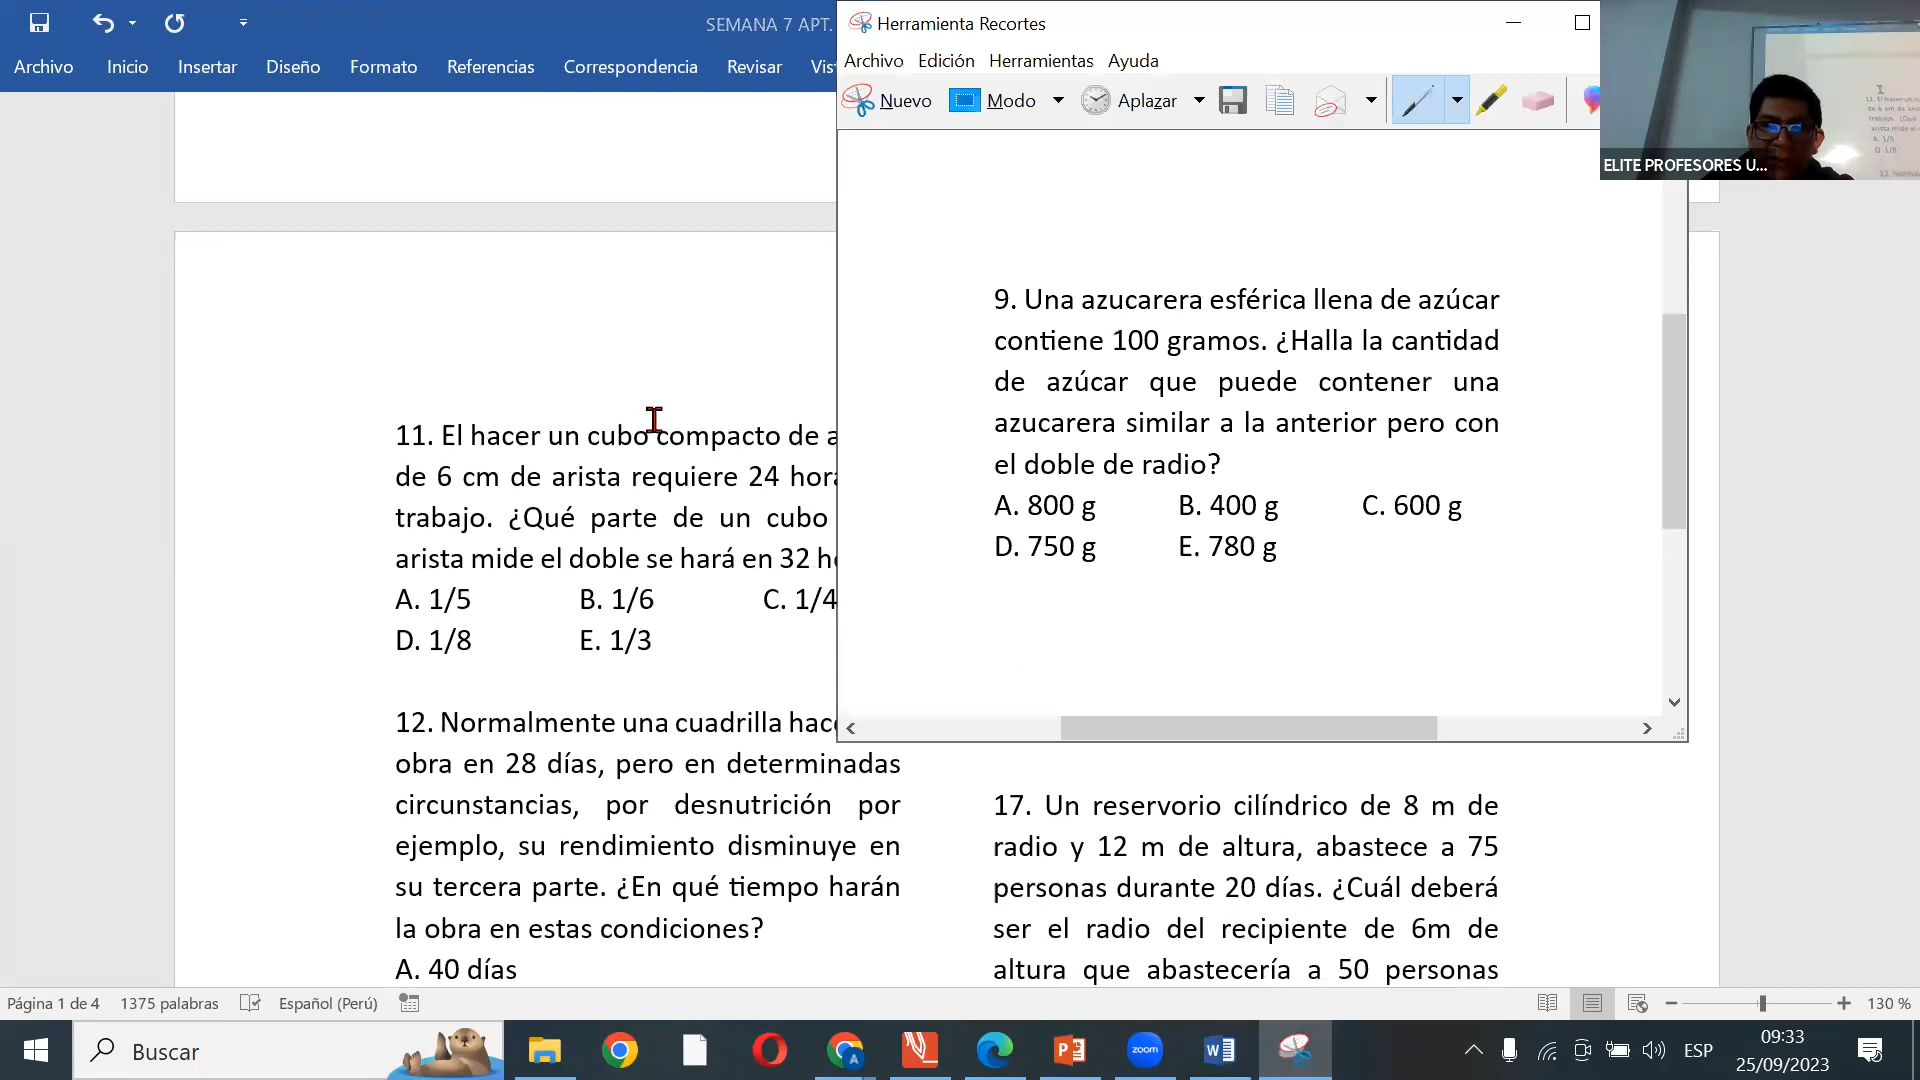 SEMANA 7 APT.
Archivo Inicio Insertar Diseño Formato Referencias Correspondencia Revisar
Herramienta Recortes
Archivo Edición Herramientas Ayuda
Nuevo Modo Aplazar
ELITE PROFESORES U...
9. Una azucarera esférica llena de azúcar
contiene 100 gramos. ¿Halla la cantidad
de azúcar que puede contener una
azucarera similar a la anterior pero con
el doble de radio?
A. 800 g B. 400 g C. 600 g
D. 750 g E. 780 g
11. El hacer un cubo compacto de a
de 6 cm de arista requiere 24 hora
trabajo. ¿Qué parte de un cubo
arista mide el doble se hará en 32 h
A. 1/5 B. 1/6 C. 1/4
D. 1/8 E. 1/3
12. Normalmente una cuadrilla hace
obra en 28 días, pero en determinadas
circunstancias, por desnutrición por
ejemplo, su rendimiento disminuye en
su tercera parte. ¿En qué tiempo harán
la obra en estas condiciones?
A. 40 días
17. Un reservorio cilíndrico de 8 m de
radio y 12 m de altura, abastece a 75
personas durante 20 días. ¿Cuál deberá
ser el radio del recipiente de 6m de
altura que abastecería a 50 personas
Página 1 de 4 1375 palabras Español (Perú) 130 %
Buscar zoom ESP 09:33
25/09/2023